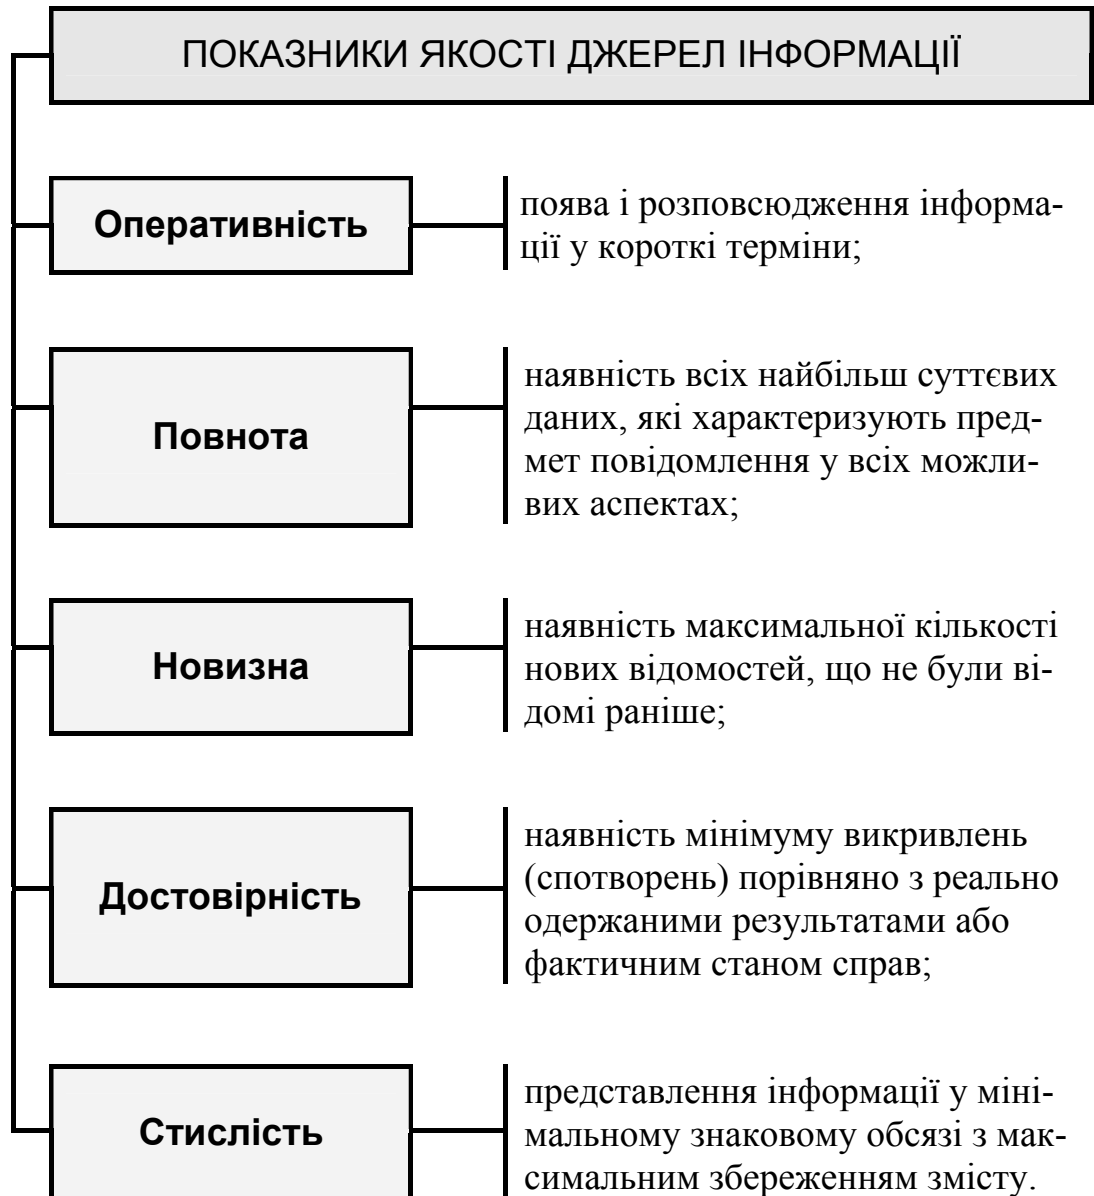 ПОКАЗНИКИ ЯКОСТІ ДЖЕРЕЛ ІНФОРМАЦІЇ
Оперативність
поява і розповсюдження інформа-
ції у короткі терміни;
Повнота
наявність всіх найбільш суттєвих
даних, які характеризують пред-
мет повідомлення у всіх можли-
вих аспектах;
Новизна
наявність максимальної кількості
нових відомостей, що не були ві-
домі раніше;
Достовірність
наявність мінімуму викривлень
(спотворень) порівняно з реально
одержаними результатами або
фактичним станом справ;
Стислість
представлення інформації у міні-
мальному знаковому обсязі з мак-
симальним збереженням змісту.